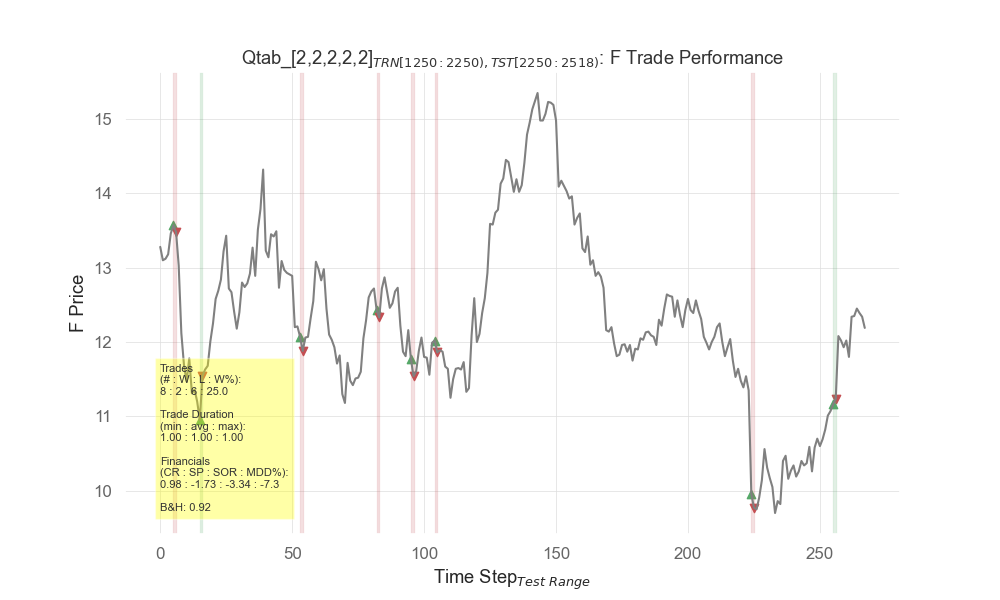 Qtab_[2,2,2,2,2]TRN[1250:2250),TST[2250:2518): F Trade Performance
15
14
13
12
11
10
F Price
Trades
(# : W : L : W%):
8 : 2 : 6 : 25.0
Trade Duration
(min : avg : max):
1.00 : 1.00 : 1.00
Financials
(CR : SP : SOR : MDD%):
0.98 : -1.73 : -3.34 : -7.3
B&H: 0.92
0 50 100 150 200 250
Time StepTest Range